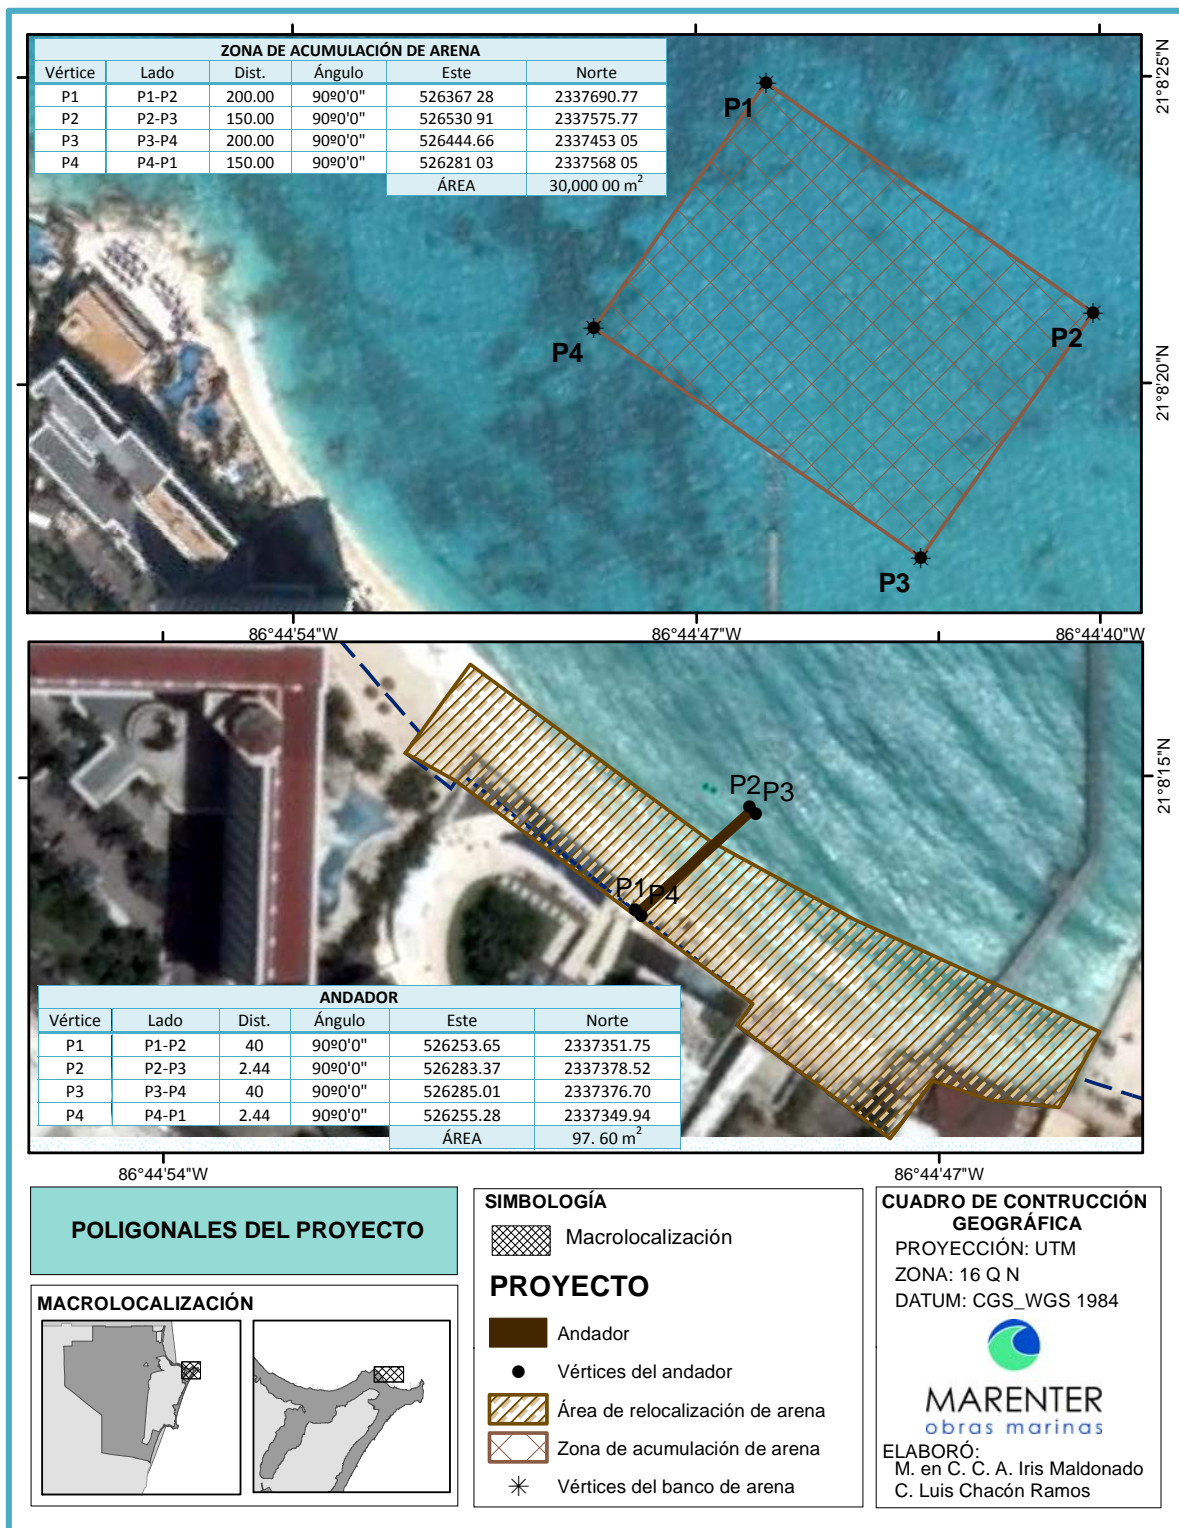 ZONA DE ACUMULACIÓN DE ARENA
Vértice Lado Dist. Ángulo Este Norte
P1 P1-P2 200.00 90º0'0" 526367 28 2337690.77
P2 P2-P3 150.00 90º0'0" 526530 91 2337575.77
P3 P3-P4 200.00 90º0'0" 526444.66 2337453 05
P4 P4-P1 150.00 90º0'0" 526281 03 2337568 05
ÁREA 30,000 00 m²
P1
P2
P4
P3
21°8'25"N
21°8'20"N
86°44'54"W 86°44'47"W 86°44'40"W
21°8'15"N
P2 P3
P1 P4
ANDADOR
Vértice Lado Dist. Ángulo Este Norte
P1 P1-P2 40 90º0'0" 526253.65 2337351.75
P2 P2-P3 2.44 90º0'0" 526283.37 2337378.52
P3 P3-P4 40 90º0'0" 526285.01 2337376.70
P4 P4-P1 2.44 90º0'0" 526255.28 2337349.94
ÁREA 97. 60 m²
86°44'54"W 86°44'47"W
POLIGONALES DEL PROYECTO
MACROLOCALIZACIÓN
SIMBOLOGÍA
Macrolocalización
PROYECTO
Andador
Vértices del andador
Área de relocalización de arena
Zona de acumulación de arena
Vértices del banco de arena
CUADRO DE CONTRUCCIÓN
GEOGRÁFICA
PROYECCIÓN: UTM
ZONA: 16 Q N
DATUM: CGS_WGS 1984
MARENTER
obras marinas
ELABORÓ:
M. en C. C. A. Iris Maldonado
C. Luis Chacón Ramos